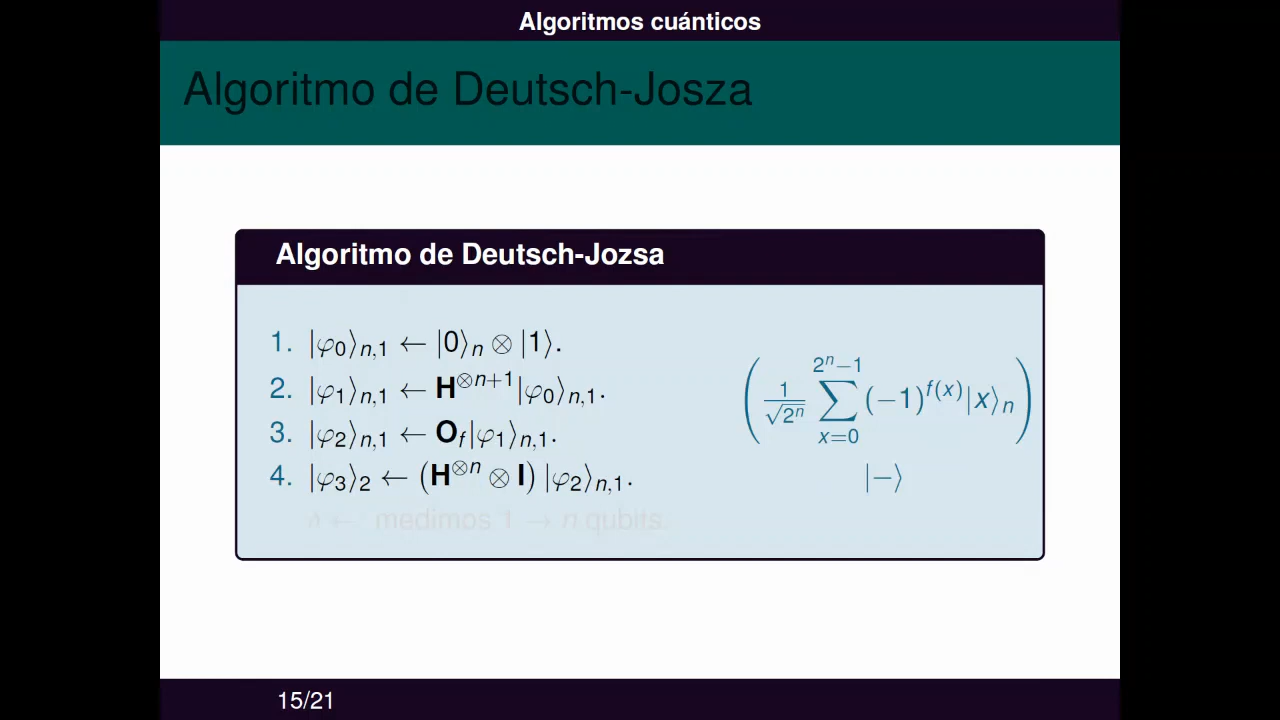 Algoritmos cuánticos
Algoritmo de Deutsch-Josza
Algoritmo de Deutsch-Jozsa
1. |φ₀⟩ₙ,₁ ← |0⟩ₙ ⊗ |1⟩.
2. |φ₁⟩ₙ,₁ ← H^{⊗n+1}|φ₀⟩ₙ,₁.
3. |φ₂⟩ₙ,₁ ← O_f|φ₁⟩ₙ,₁.
4. |φ₃⟩₂ ← (H^{⊗n} ⊗ I) |φ₂⟩ₙ,₁.
← medimos 1 → n qubits.
(1/√2ⁿ ∑_{x=0}^{2ⁿ−1} (−1)^{f(x)}|x⟩ₙ)
|−⟩
15/21